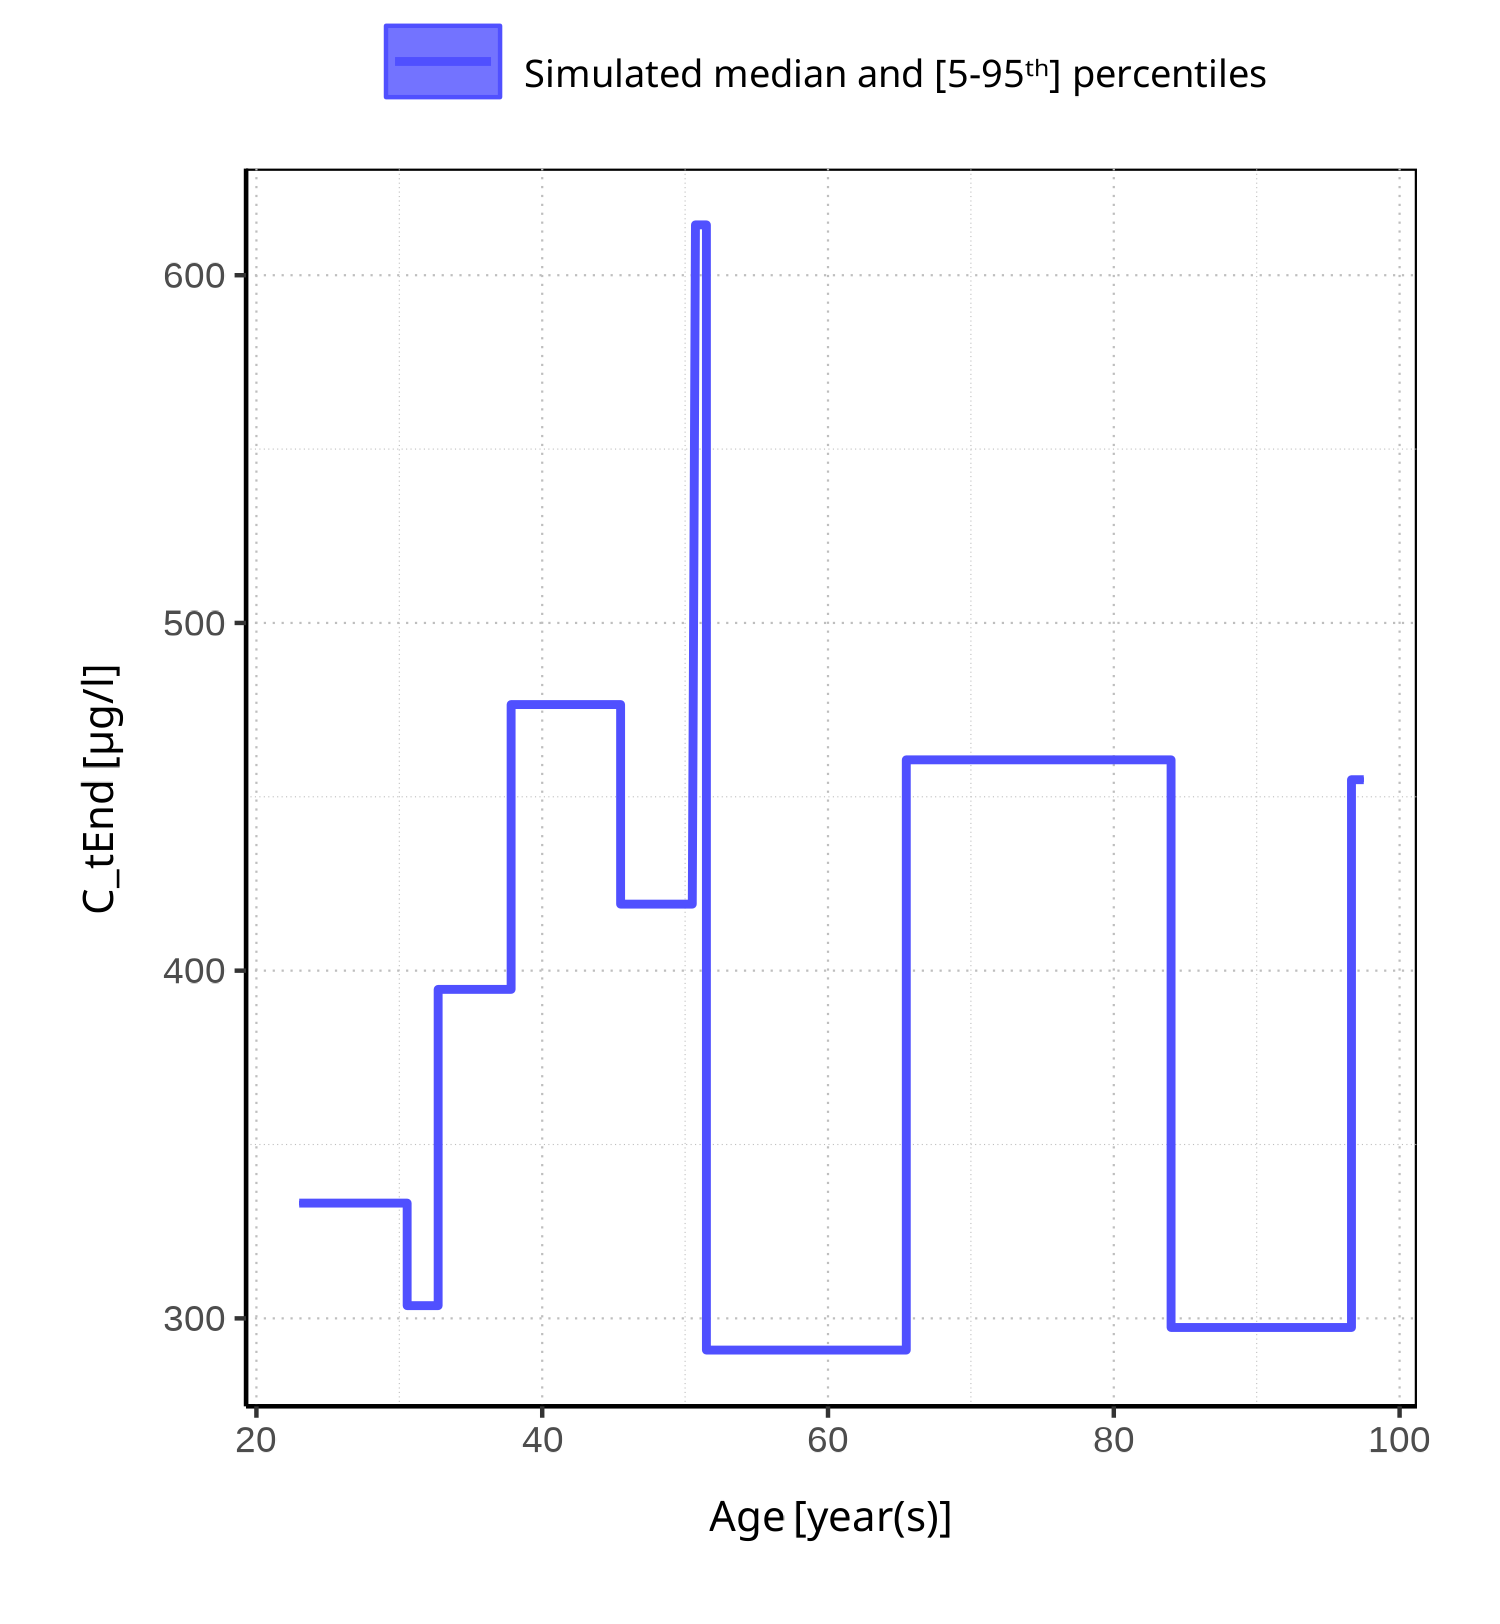 Simulated median and [5-95ᵗʰ] percentiles
600
500
400
300
C_tEnd [µg/l]
20 40 60 80 100
Age [year(s)]